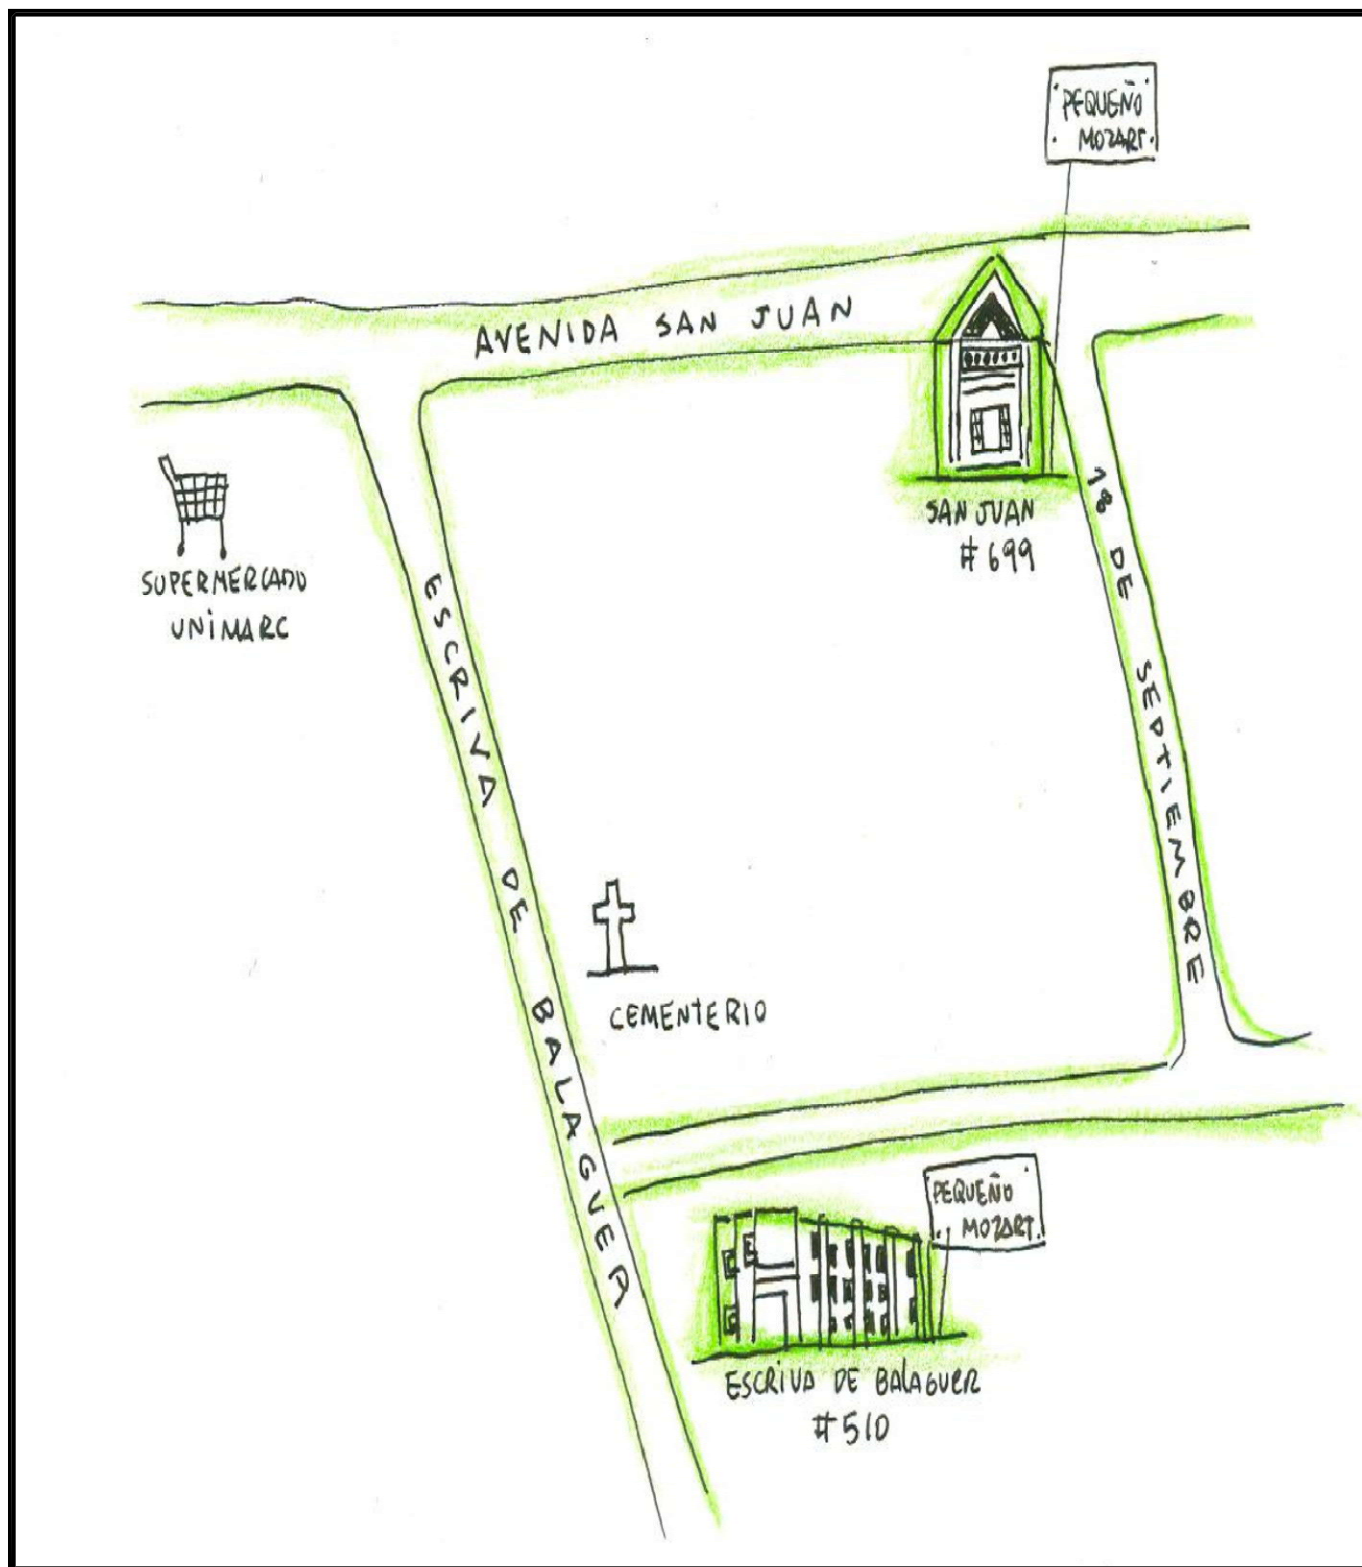 PEQUEÑO
MOZART
AVENIDA SAN JUAN
SAN JUAN
# 699
18 DE SEPTIEMBRE
SUPERMERCADO
UNIMARC
ESCRIVA DE BALAGUER
CEMENTERIO
PEQUEÑO
MOZART
ESCRIVA DE BALAGUER
#510